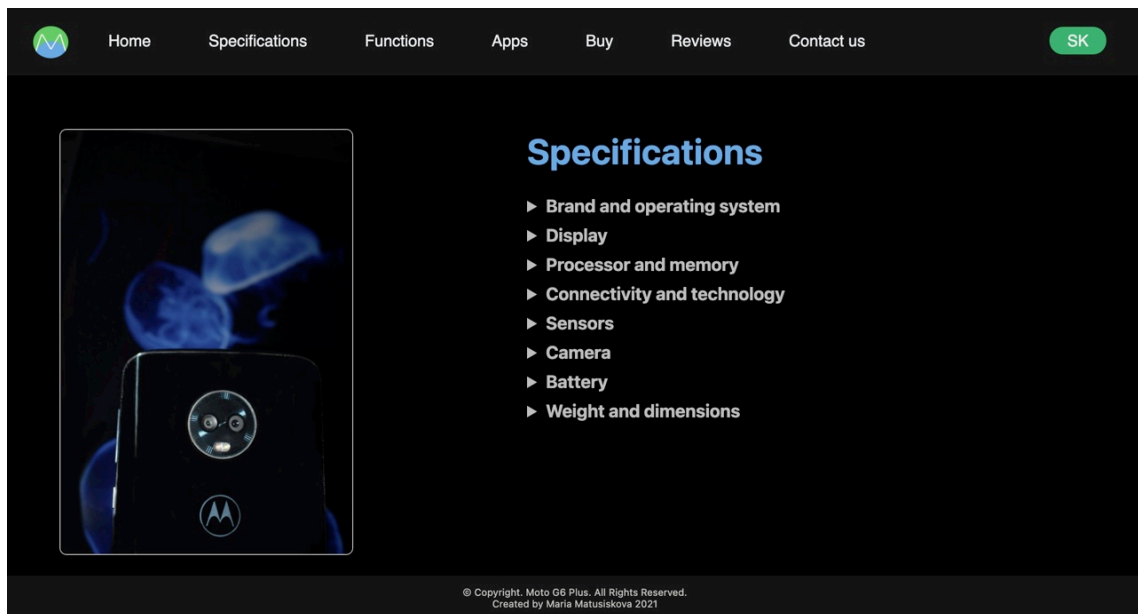 Home Specifications Functions Apps Buy Reviews Contact us SK
Specifications
Brand and operating system
Display
Processor and memory
Connectivity and technology
Sensors
Camera
Battery
Weight and dimensions
© Copyright. Moto G6 Plus. All Rights Reserved.
Created by Maria Matusiskova 2021